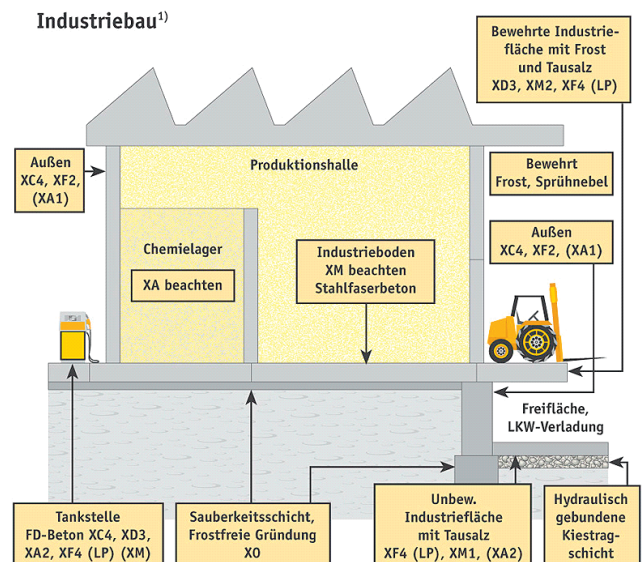 Industriebau1)
Bewehrte Industrie-
fläche mit Frost
und Tausalz
XD3, XM2, XF4 (LP)
Außen
XC4, XF2,
(XA1)
Produktionshalle
Bewehrt
Frost, Sprühnebel
Chemielager
XA beachten
Industrieboden
XM beachten
Stahlfaserbeton
Außen
XC4, XF2, (XA1)
Freifläche,
LKW-Verladung
Tankstelle
FD-Beton XC4, XD3,
XA2, XF4 (LP) (XM)
Sauberkeitsschicht,
Frostfreie Gründung
XO
Unbew.
Industriefläche
mit Tausalz
XF4 (LP), XM1, (XA2)
Hydraulisch
gebundene
Kiestrag-
schicht